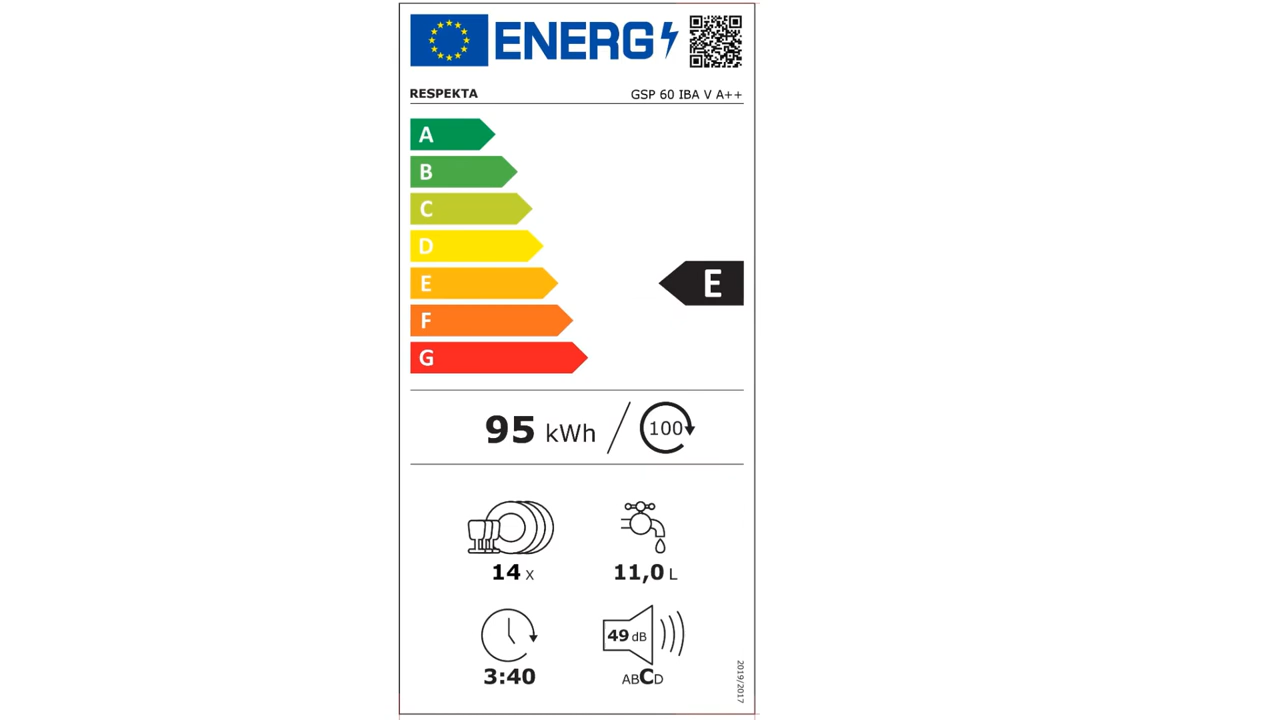 ENERG
RESPEKTA GSP 60 IBA V A++
A
B
C
D
E
E
F
G
95 kWh / 100
14 x 11,0 L
49 dB
3:40 ABCD
2019/2017